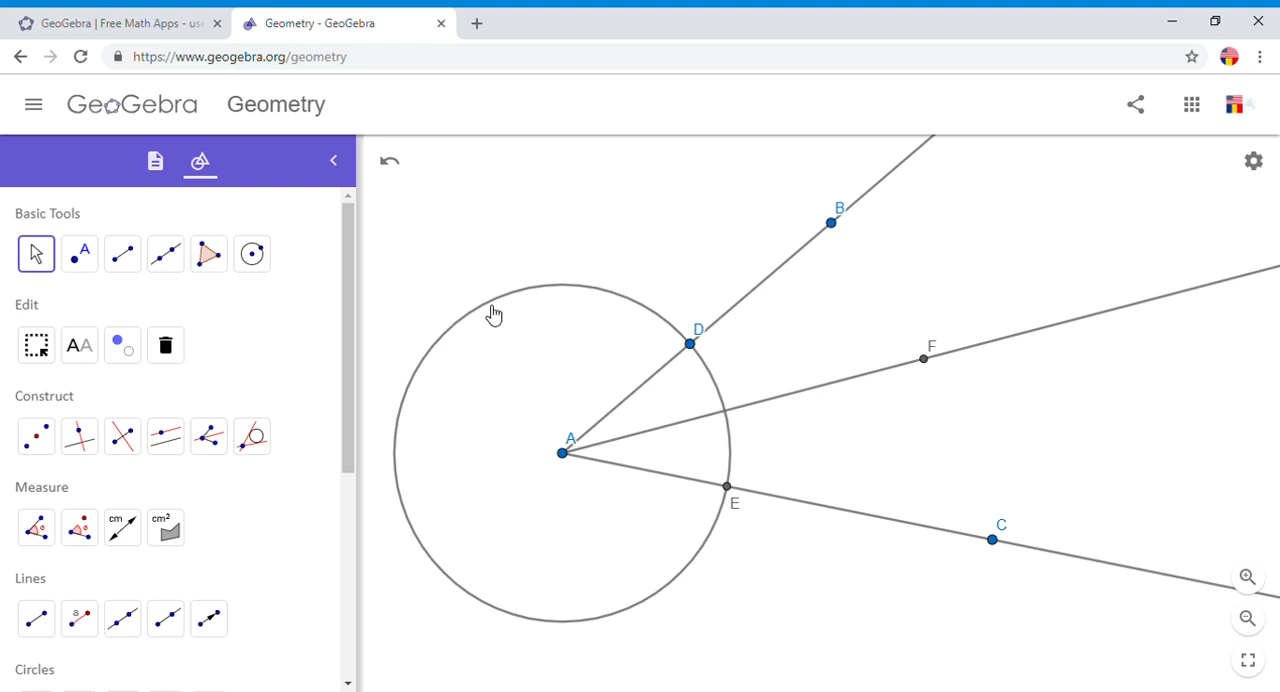 GeoGebra | Free Math Apps - us
Geometry - GeoGebra
https://www.geogebra.org/geometry
GeoGebra Geometry
Basic Tools
A
Edit
AA
Construct
Measure
cm
cm²
Lines
a
Circles
B
D
F
A
E
C